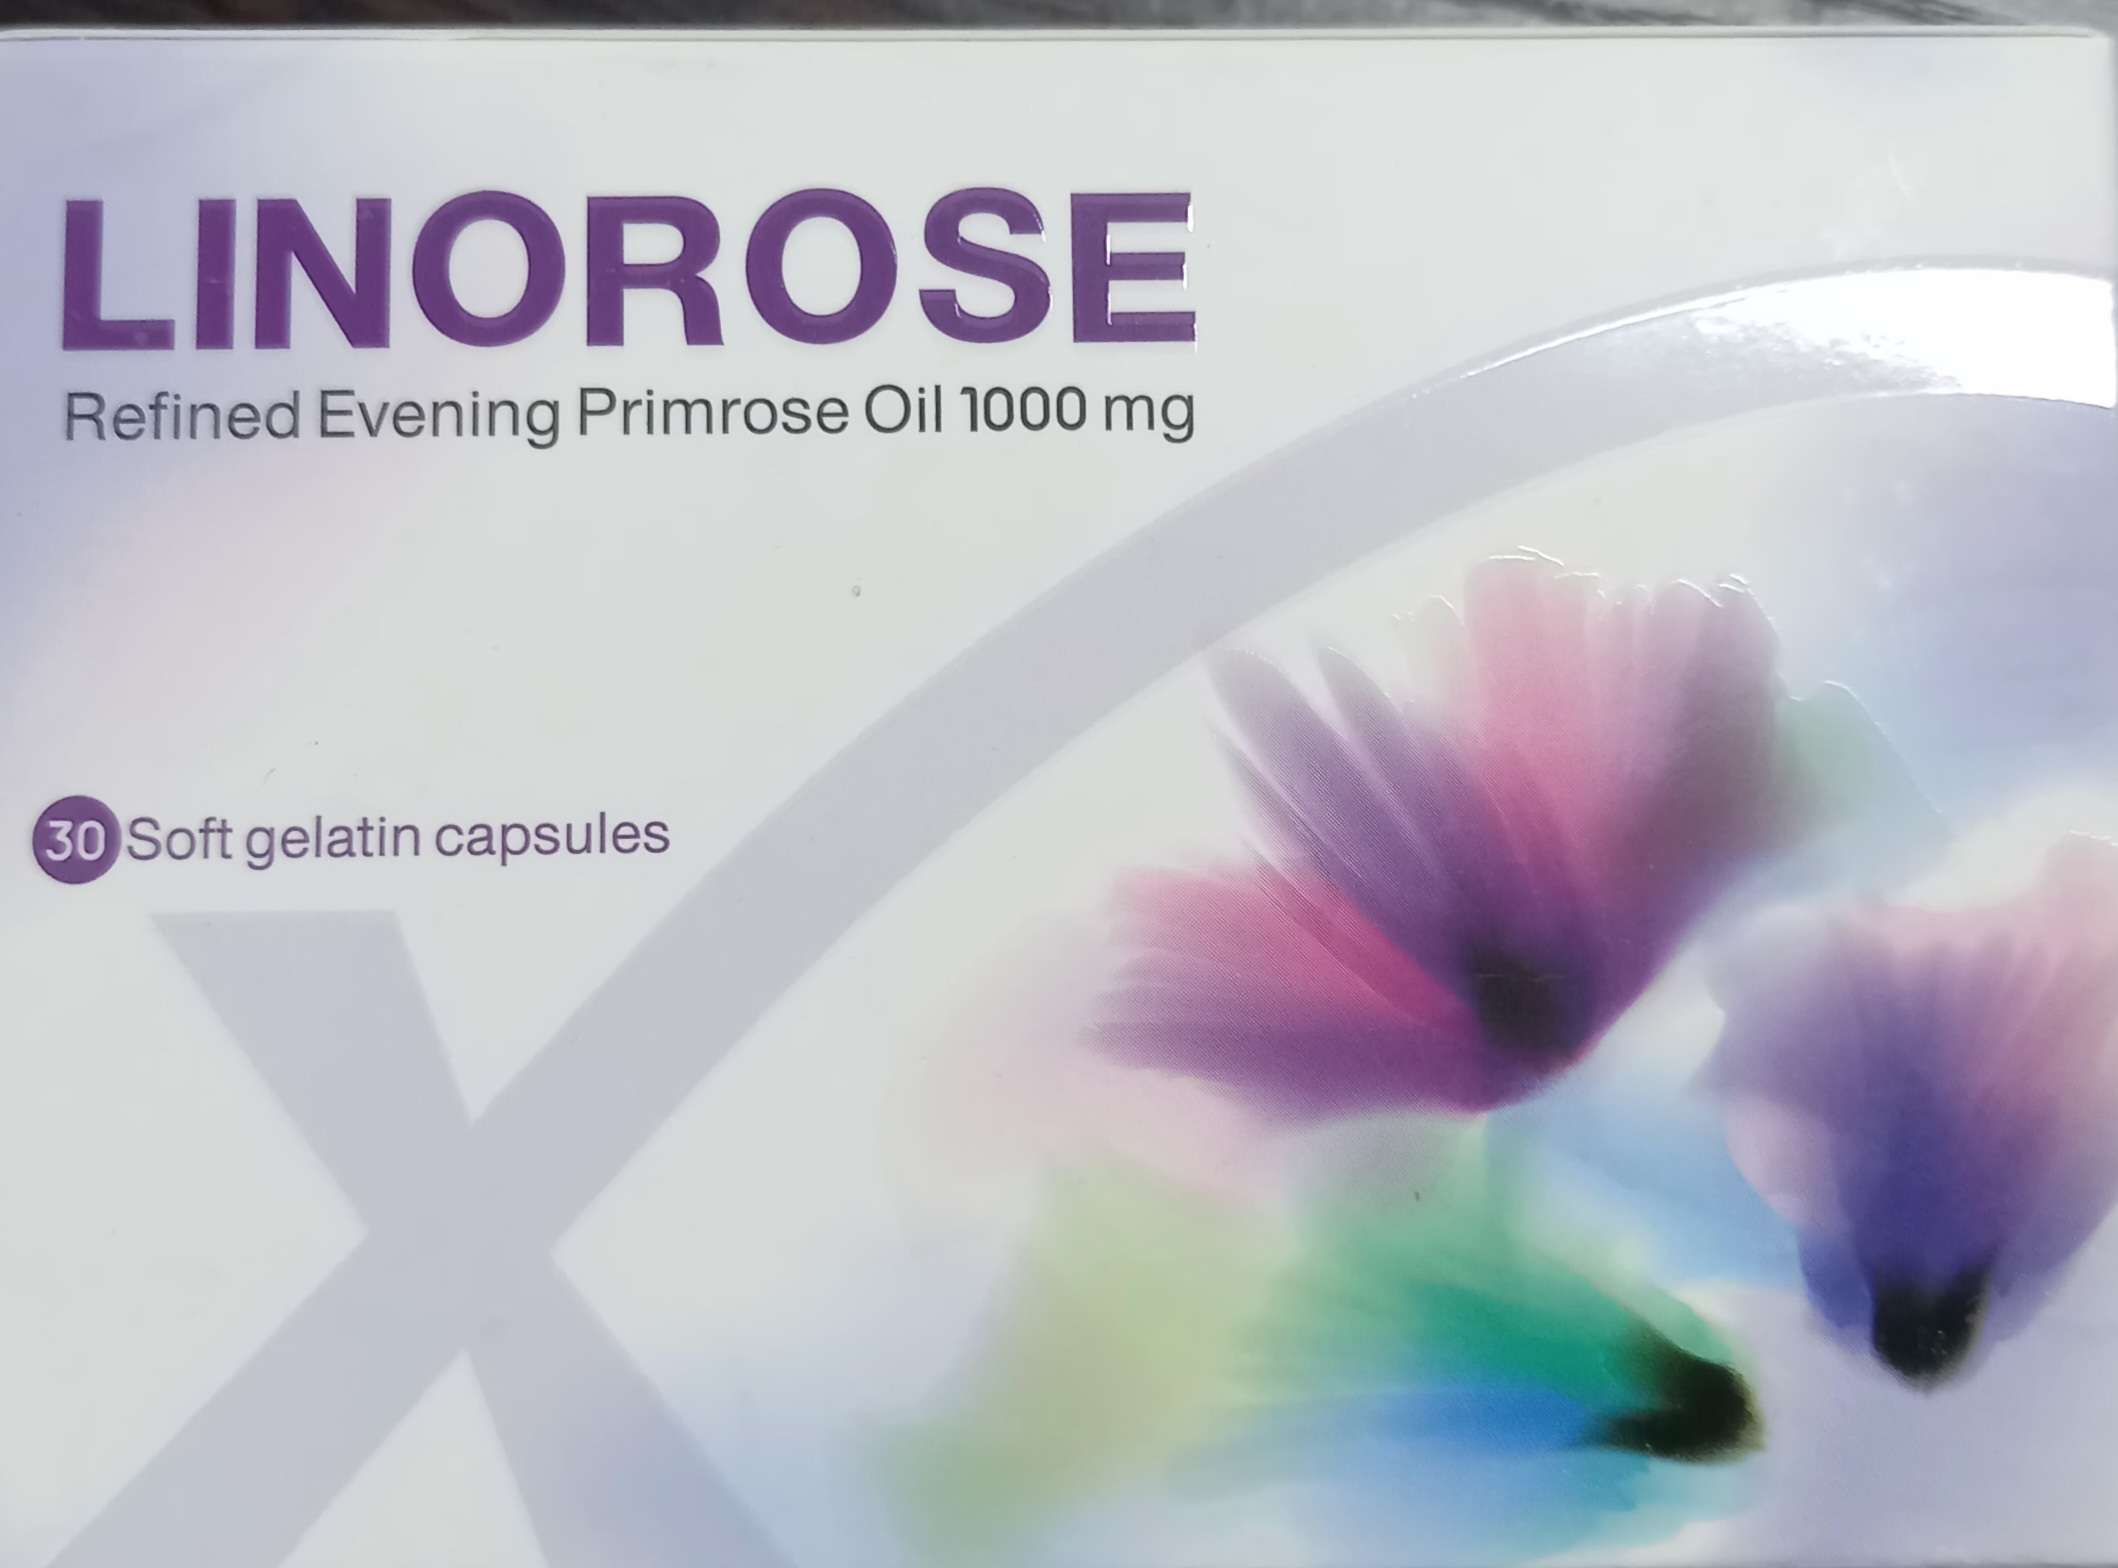 LINOROSE
Refined Evening Primrose Oil 1000 mg
30 Soft gelatin capsules